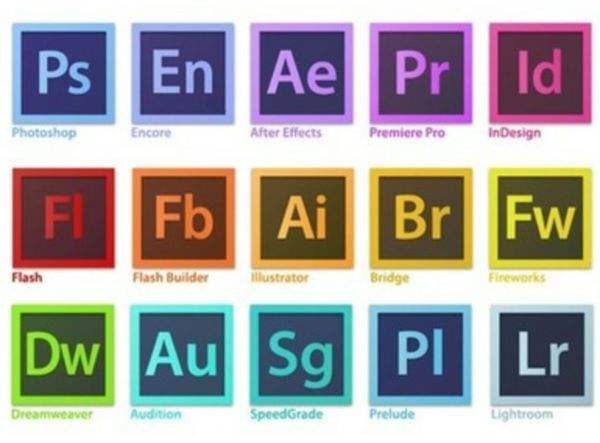 Ps En Ae Pr Id
Photoshop Encore After Effects Premiere Pro InDesign
Fl Fb Ai Br Fw
Flash Flash Builder Illustrator Bridge Fireworks
Dw Au Sg Pl Lr
Dreamweaver Audition SpeedGrade Prelude Lightroom